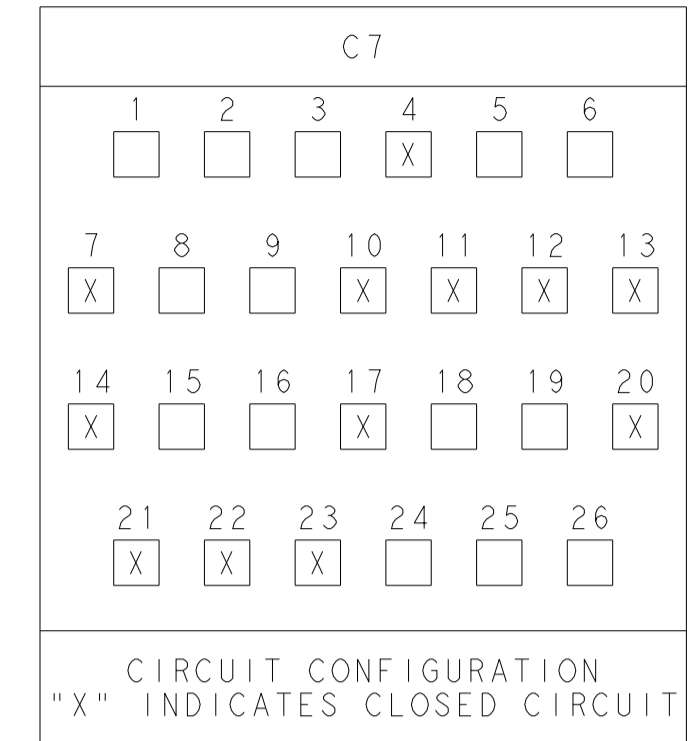 C7
1 2 3 4 5 6
X
7 8 9 10 11 12 13
X X X X X
14 15 16 17 18 19 20
X X X
21 22 23 24 25 26
X X X
CIRCUIT CONFIGURATION
"X" INDICATES CLOSED CIRCUIT